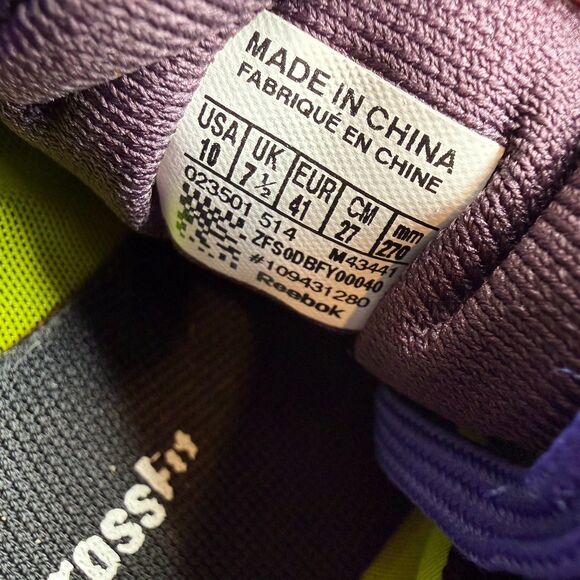 MADE IN CHINA
FABRIQUÉ EN CHINE
USA UK EUR CM mm
10 7 ½ 41 27 270
023501 514 M43441
ZFS0DBFY00040
#109431280
Reebok
rossFit